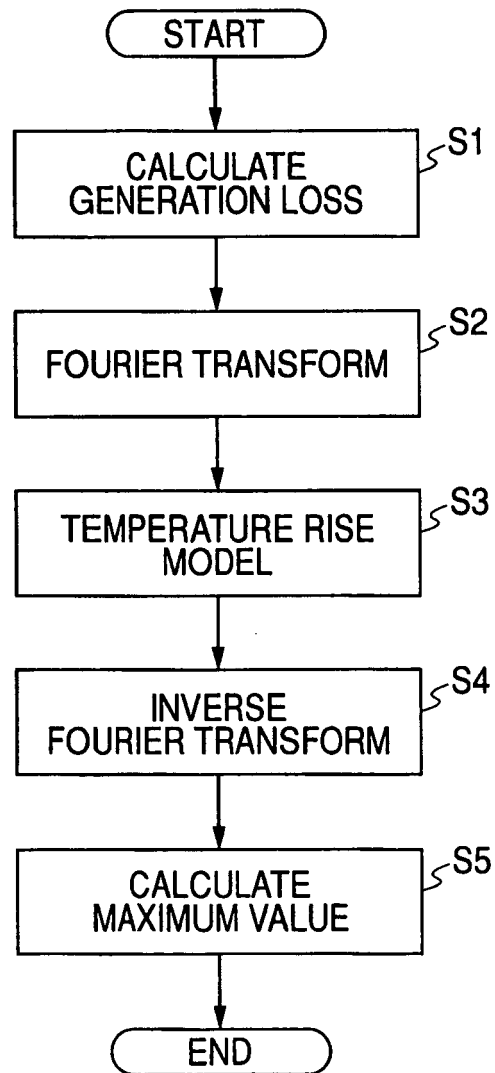 START
S1
CALCULATE
GENERATION LOSS
S2
FOURIER TRANSFORM
S3
TEMPERATURE RISE
MODEL
S4
INVERSE
FOURIER TRANSFORM
S5
CALCULATE
MAXIMUM VALUE
END